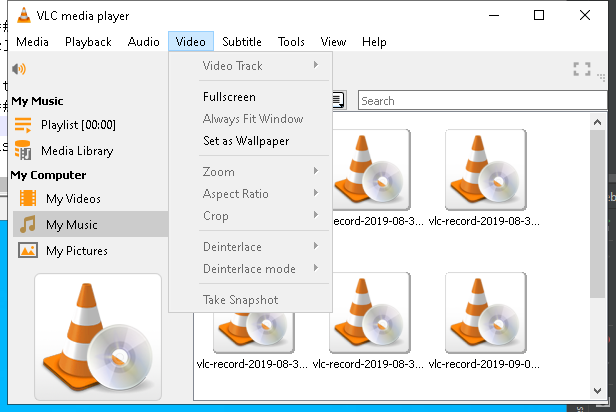 VLC media player
Media Playback Audio Video Subtitle Tools View Help
Video Track
Fullscreen
Always Fit Window
Set as Wallpaper
Zoom
Aspect Ratio
Crop
Deinterlace
Deinterlace mode
Take Snapshot
My Music
Playlist [00:00]
Media Library
My Computer
My Videos
My Music
My Pictures
Search
vlc-record-2019-08-3...
vlc-record-2019-08-3...
vlc-record-2019-08-3...
vlc-record-2019-08-3...
vlc-record-2019-09-0...